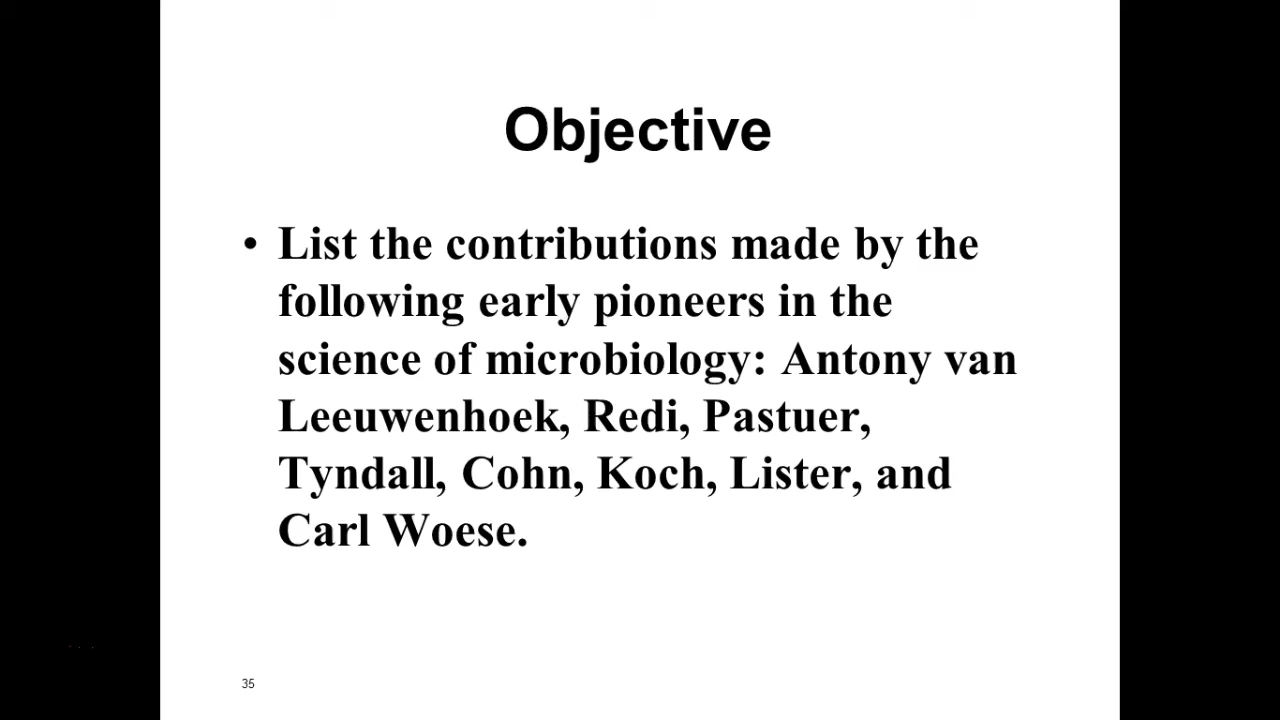 Objective
• List the contributions made by the
following early pioneers in the
science of microbiology: Antony van
Leeuwenhoek, Redi, Pastuer,
Tyndall, Cohn, Koch, Lister, and
Carl Woese.
35